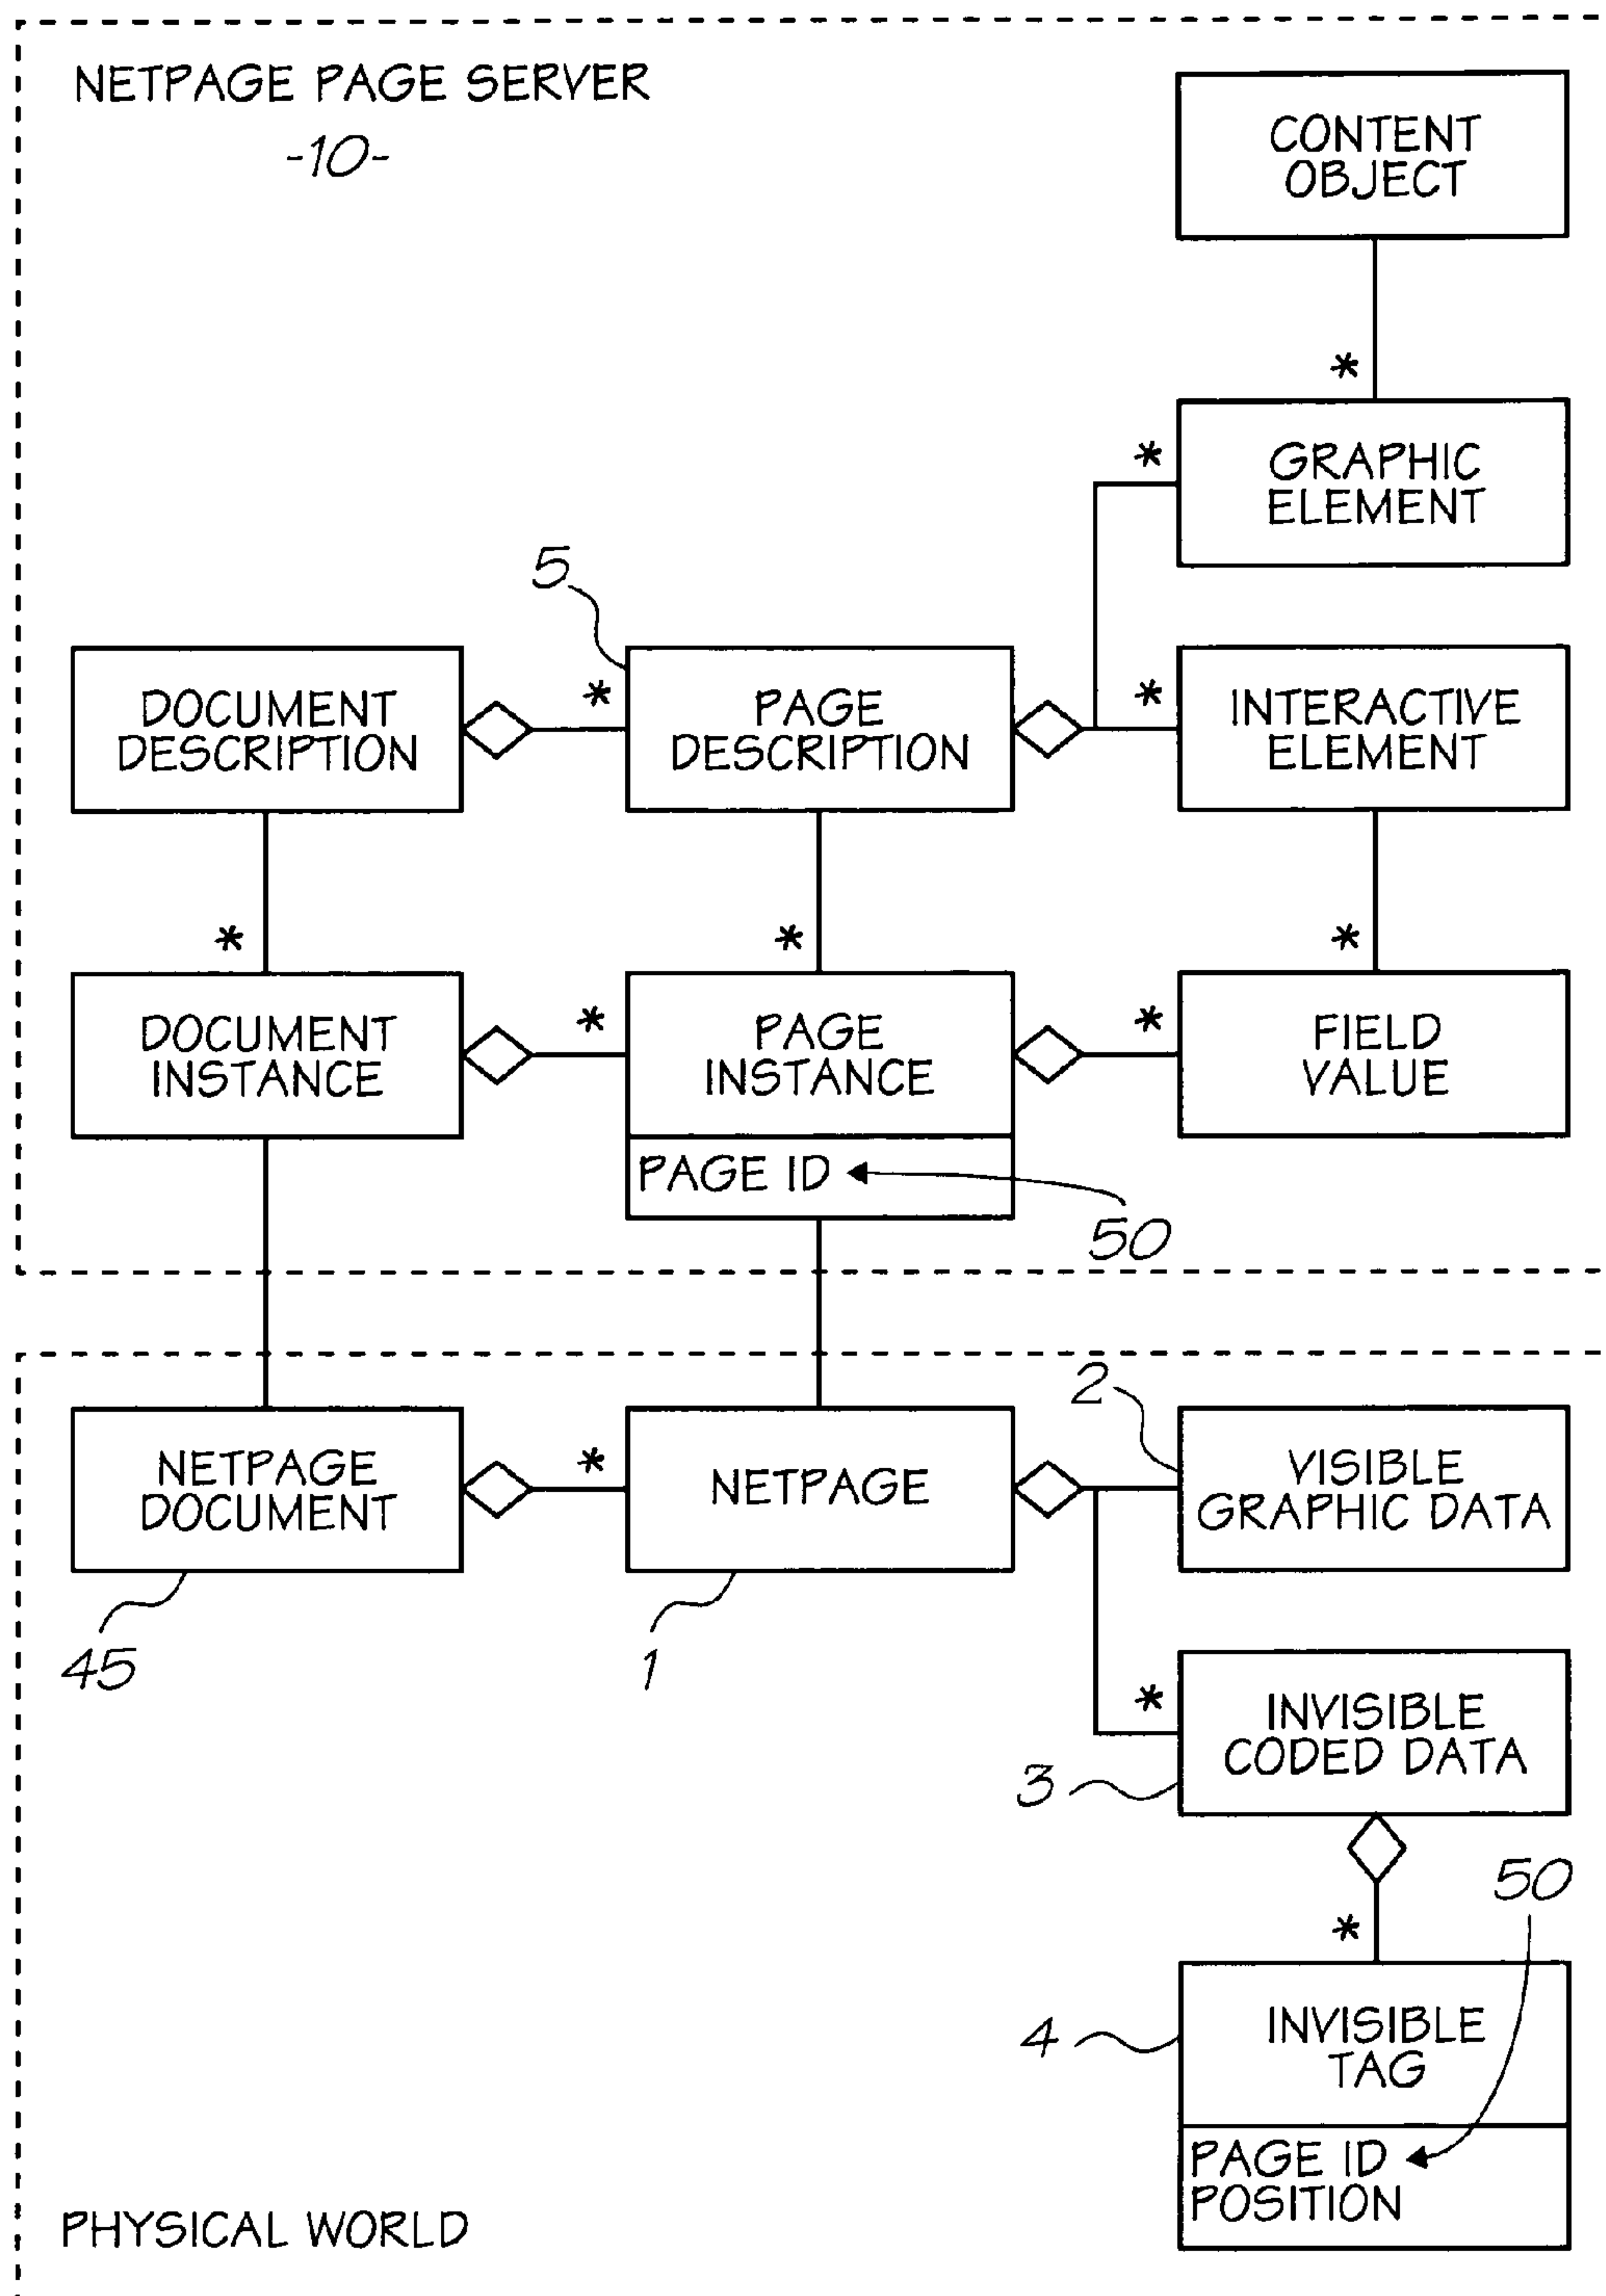 NETPAGE PAGE SERVER
-10-
CONTENT
OBJECT
*
*
GRAPHIC
ELEMENT
5
DOCUMENT
DESCRIPTION
*
PAGE
DESCRIPTION
*
INTERACTIVE
ELEMENT
*
*
*
DOCUMENT
INSTANCE
*
PAGE
INSTANCE
*
FIELD
VALUE
PAGE ID
50
NETPAGE
DOCUMENT
*
NETPAGE
2
VISIBLE
GRAPHIC DATA
45
1
*
INVISIBLE
CODED DATA
3
50
*
4
INVISIBLE
TAG
PAGE ID
POSITION
PHYSICAL WORLD